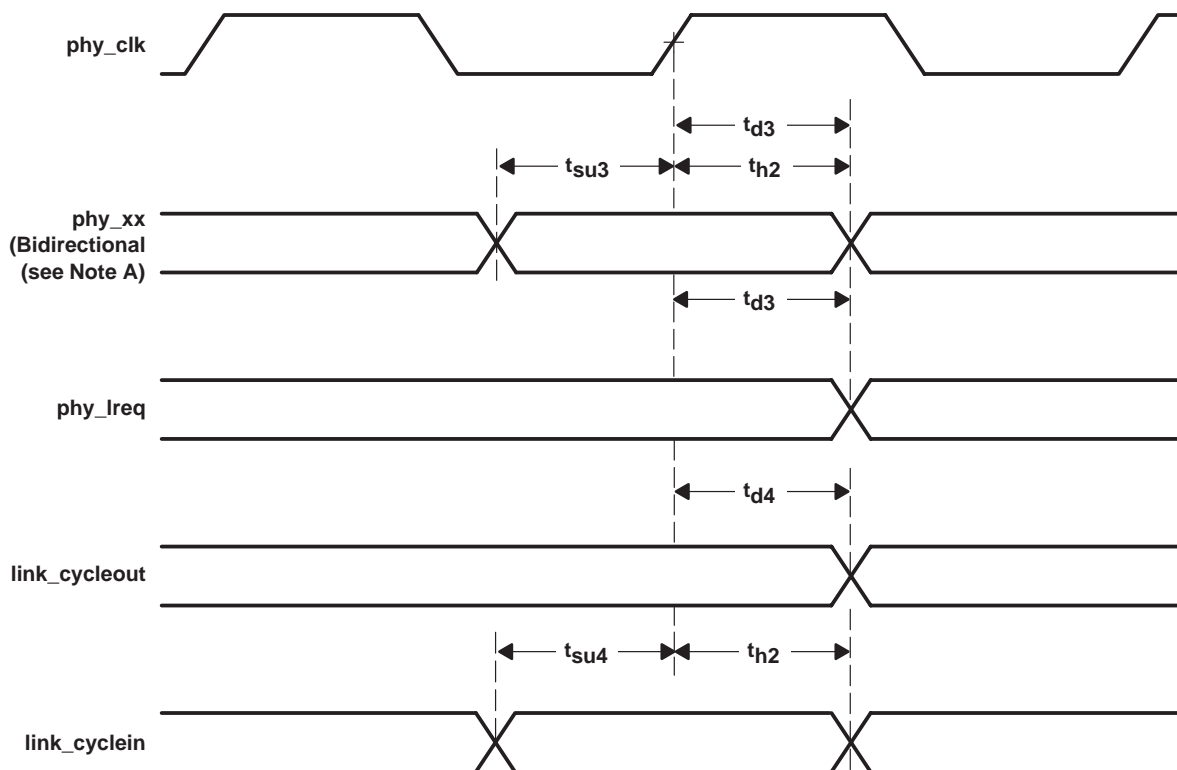 phy_clk
td3
tsu3
th2
phy_xx
(Bidirectional
(see Note A)
td3
phy_lreq
td4
link_cycleout
tsu4
th2
link_cyclein